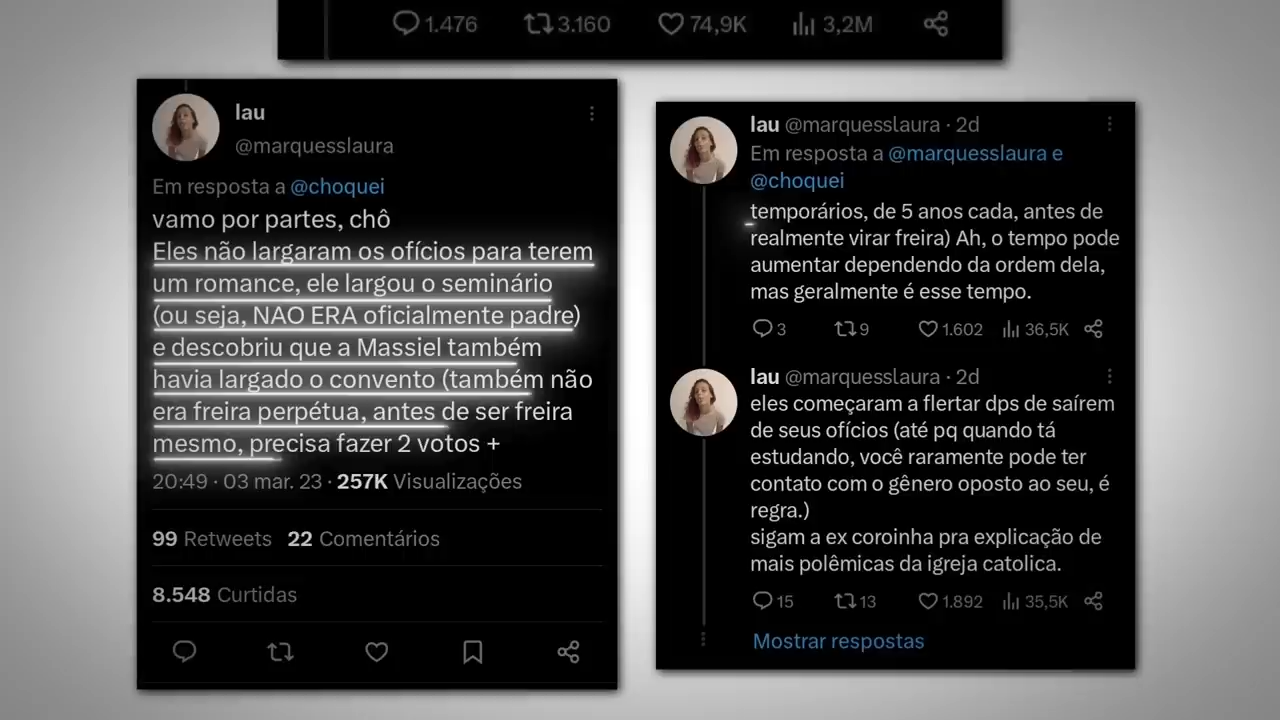 1.476 3.160 74,9K 3,2M
lau
@marquesslaura
Em resposta a @choquei
vamo por partes, chô
Eles não largaram os ofícios para terem
um romance, ele largou o seminário
(ou seja, NAO ERA oficialmente padre)
e descobriu que a Massiel também
havia largado o convento (também não
era freira perpétua, antes de ser freira
mesmo, precisa fazer 2 votos +
20:49 · 03 mar. 23 · 257K Visualizações
99 Retweets 22 Comentários
8.548 Curtidas
lau @marquesslaura · 2d
Em resposta a @marquesslaura e
@choquei
temporários, de 5 anos cada, antes de
realmente virar freira) Ah, o tempo pode
aumentar dependendo da ordem dela,
mas geralmente é esse tempo.
3 9 1.602 36,5K
lau @marquesslaura · 2d
eles começaram a flertar dps de saírem
de seus ofícios (até pq quando tá
estudando, você raramente pode ter
contato com o gênero oposto ao seu, é
regra.)
sigam a ex coroinha pra explicação de
mais polêmicas da igreja catolica.
15 13 1.892 35,5K
Mostrar respostas